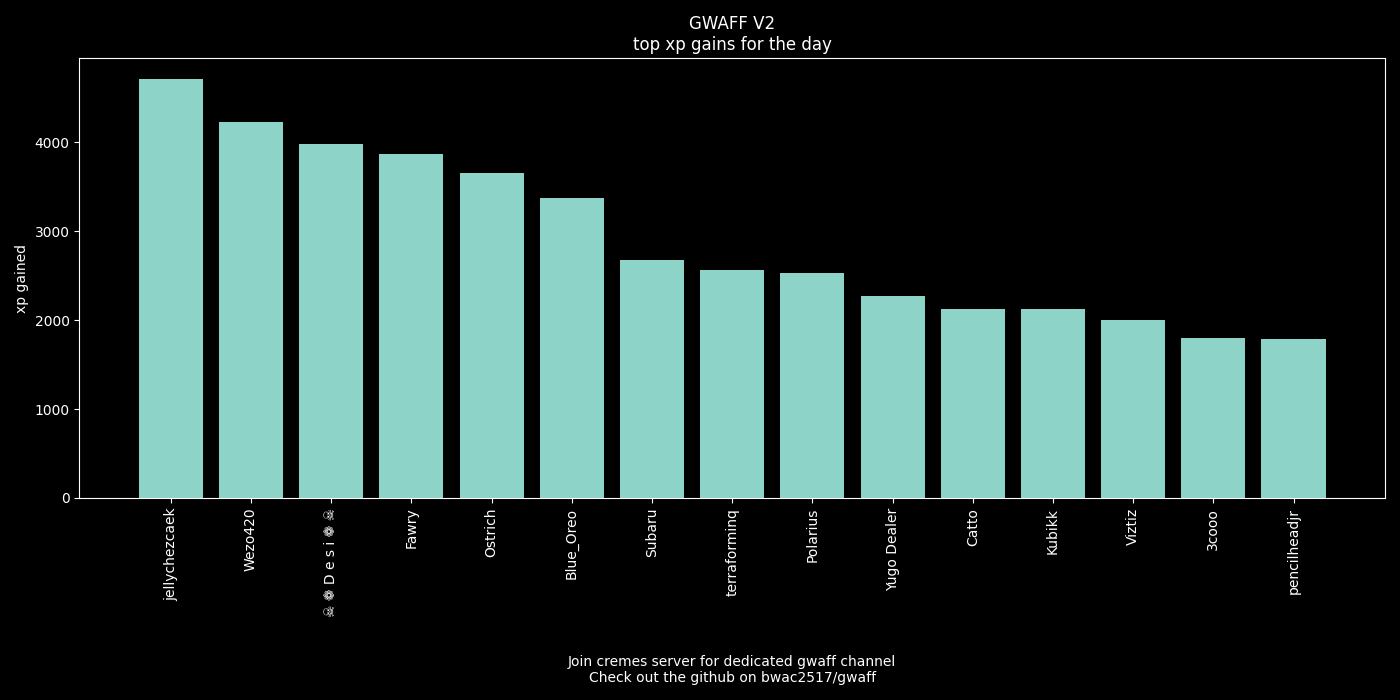 GWAFF V2
top xp gains for the day
xp gained
4000
3000
2000
1000
0
jellychezcaek
Wezo420
☠ ❁ D e s i ❁ ☠
Fawry
Ostrich
Blue_Oreo
Subaru
terraforminq
Polarius
Yugo Dealer
Catto
Kubikk
Viztiz
3cooo
pencilheadjr
Join cremes server for dedicated gwaff channel
Check out the github on bwac2517/gwaff